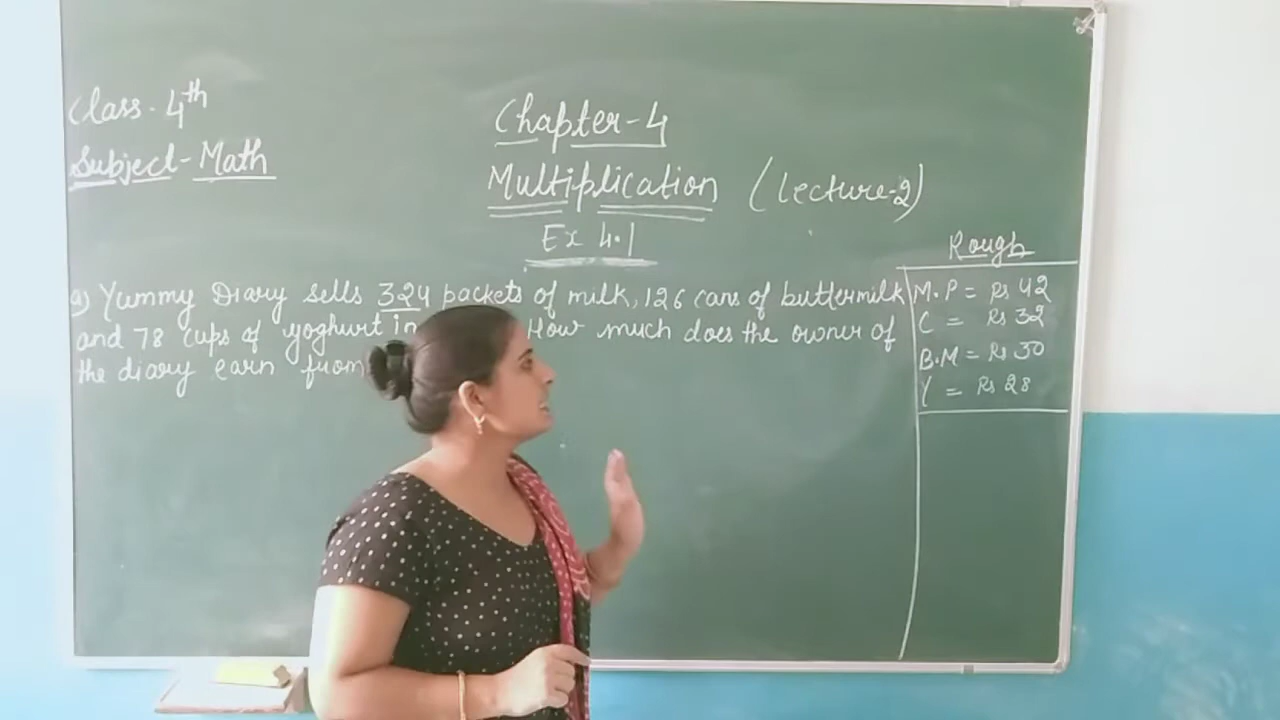 Class-4th
Subject-Math
Chapter-4
Multiplication (Lecture-2)
Ex 4.1
Rough
a) Yummy Diary sells 324 packets of milk, 126 cans of buttermilk
and 78 cups of yoghurt in How much does the owner of
the diary earn from
M.P = Rs 42
C = Rs 32
B.M = Rs 30
Y = Rs 28